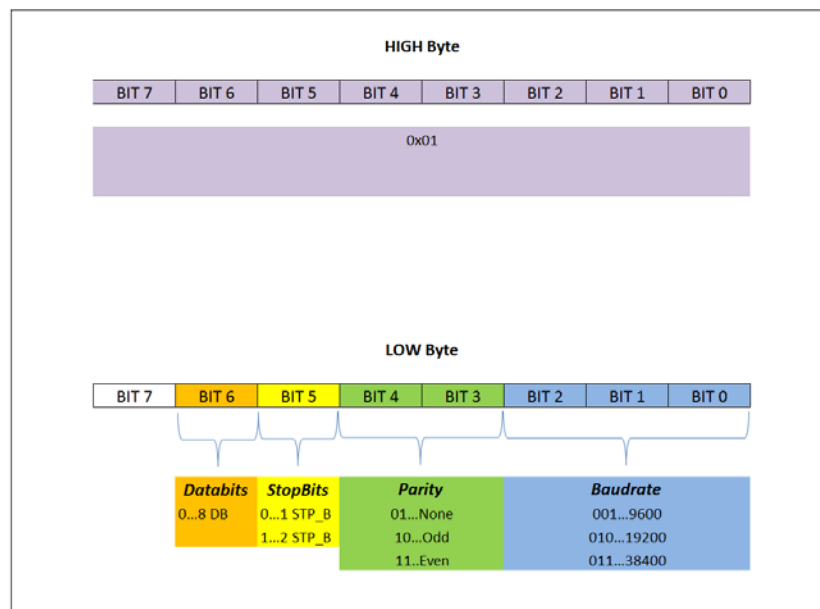 HIGH Byte
BIT 7 BIT 6 BIT 5 BIT 4 BIT 3 BIT 2 BIT 1 BIT 0
0x01
LOW Byte
BIT 7 BIT 6 BIT 5 BIT 4 BIT 3 BIT 2 BIT 1 BIT 0
Databits StopBits Parity Baudrate
0...8 DB 0...1 STP_B 01...None 001...9600
1...2 STP_B 10...Odd 010...19200
11..Even 011...38400